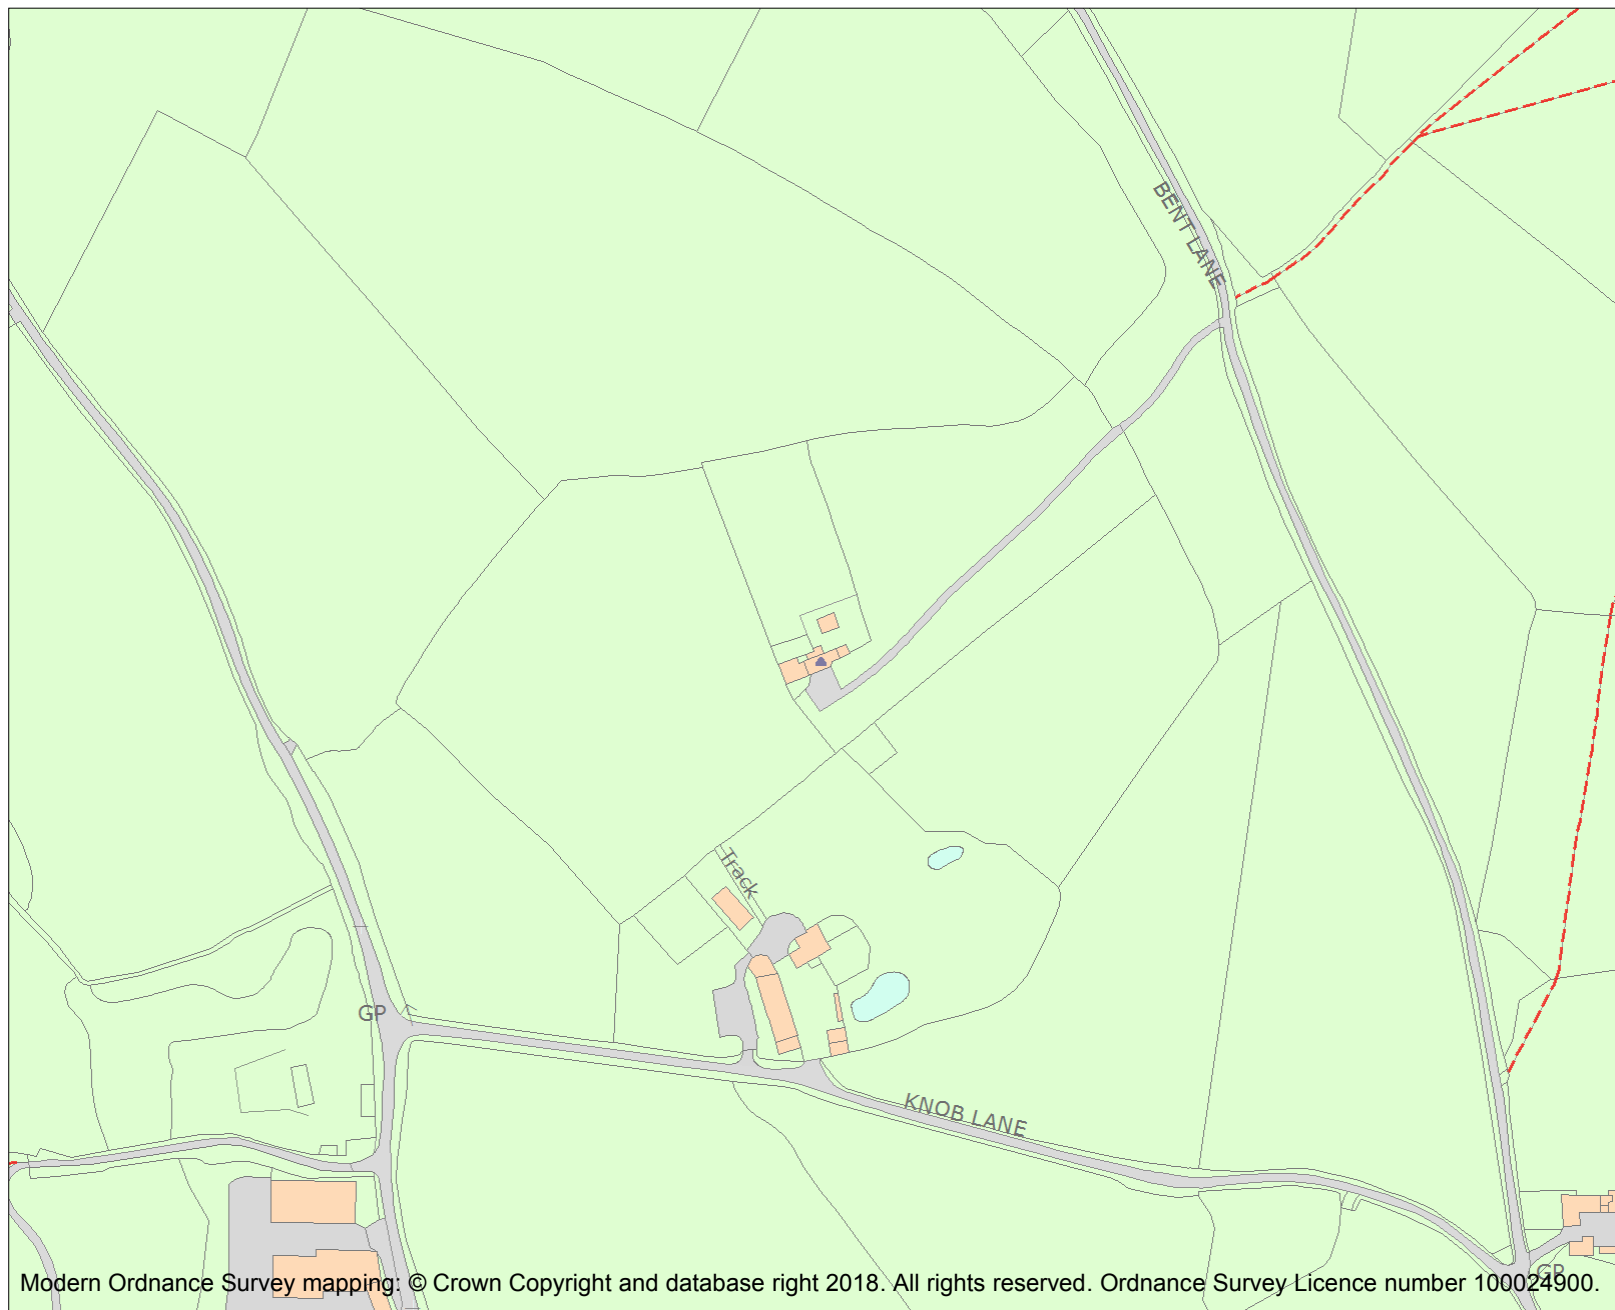 BENT LANE
Track
GP
KNOB LANE
GP
Modern Ordnance Survey mapping: © Crown Copyright and database right 2018. All rights reserved. Ordnance Survey Licence number 100024900.